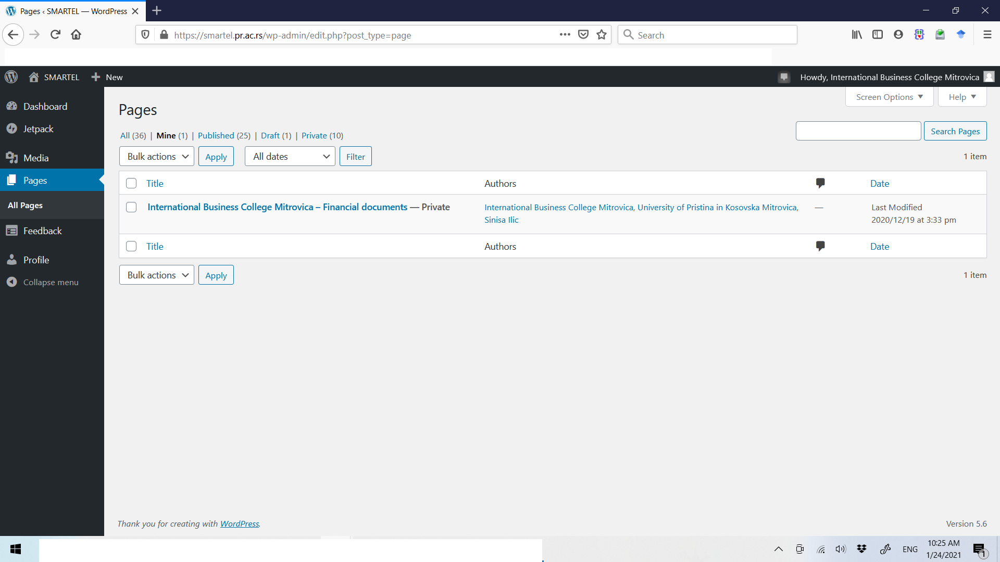 Pages ‹ SMARTEL — WordPress
https://smartel.pr.ac.rs/wp-admin/edit.php?post_type=page
Search
SMARTEL
New
Howdy, International Business College Mitrovica
Screen Options
Help
Dashboard
Jetpack
Media
Pages
All Pages
Feedback
Profile
Collapse menu
Pages
All (36) | Mine (1) | Published (25) | Draft (1) | Private (10)
Search Pages
Bulk actions
Apply
All dates
Filter
1 item
Title
Authors
Date
International Business College Mitrovica – Financial documents — Private
International Business College Mitrovica, University of Pristina in Kosovska Mitrovica,
Sinisa Ilic
—
Last Modified
2020/12/19 at 3:33 pm
Title
Authors
Date
Bulk actions
Apply
1 item
Thank you for creating with WordPress.
Version 5.6
ENG
10:25 AM
1/24/2021
1